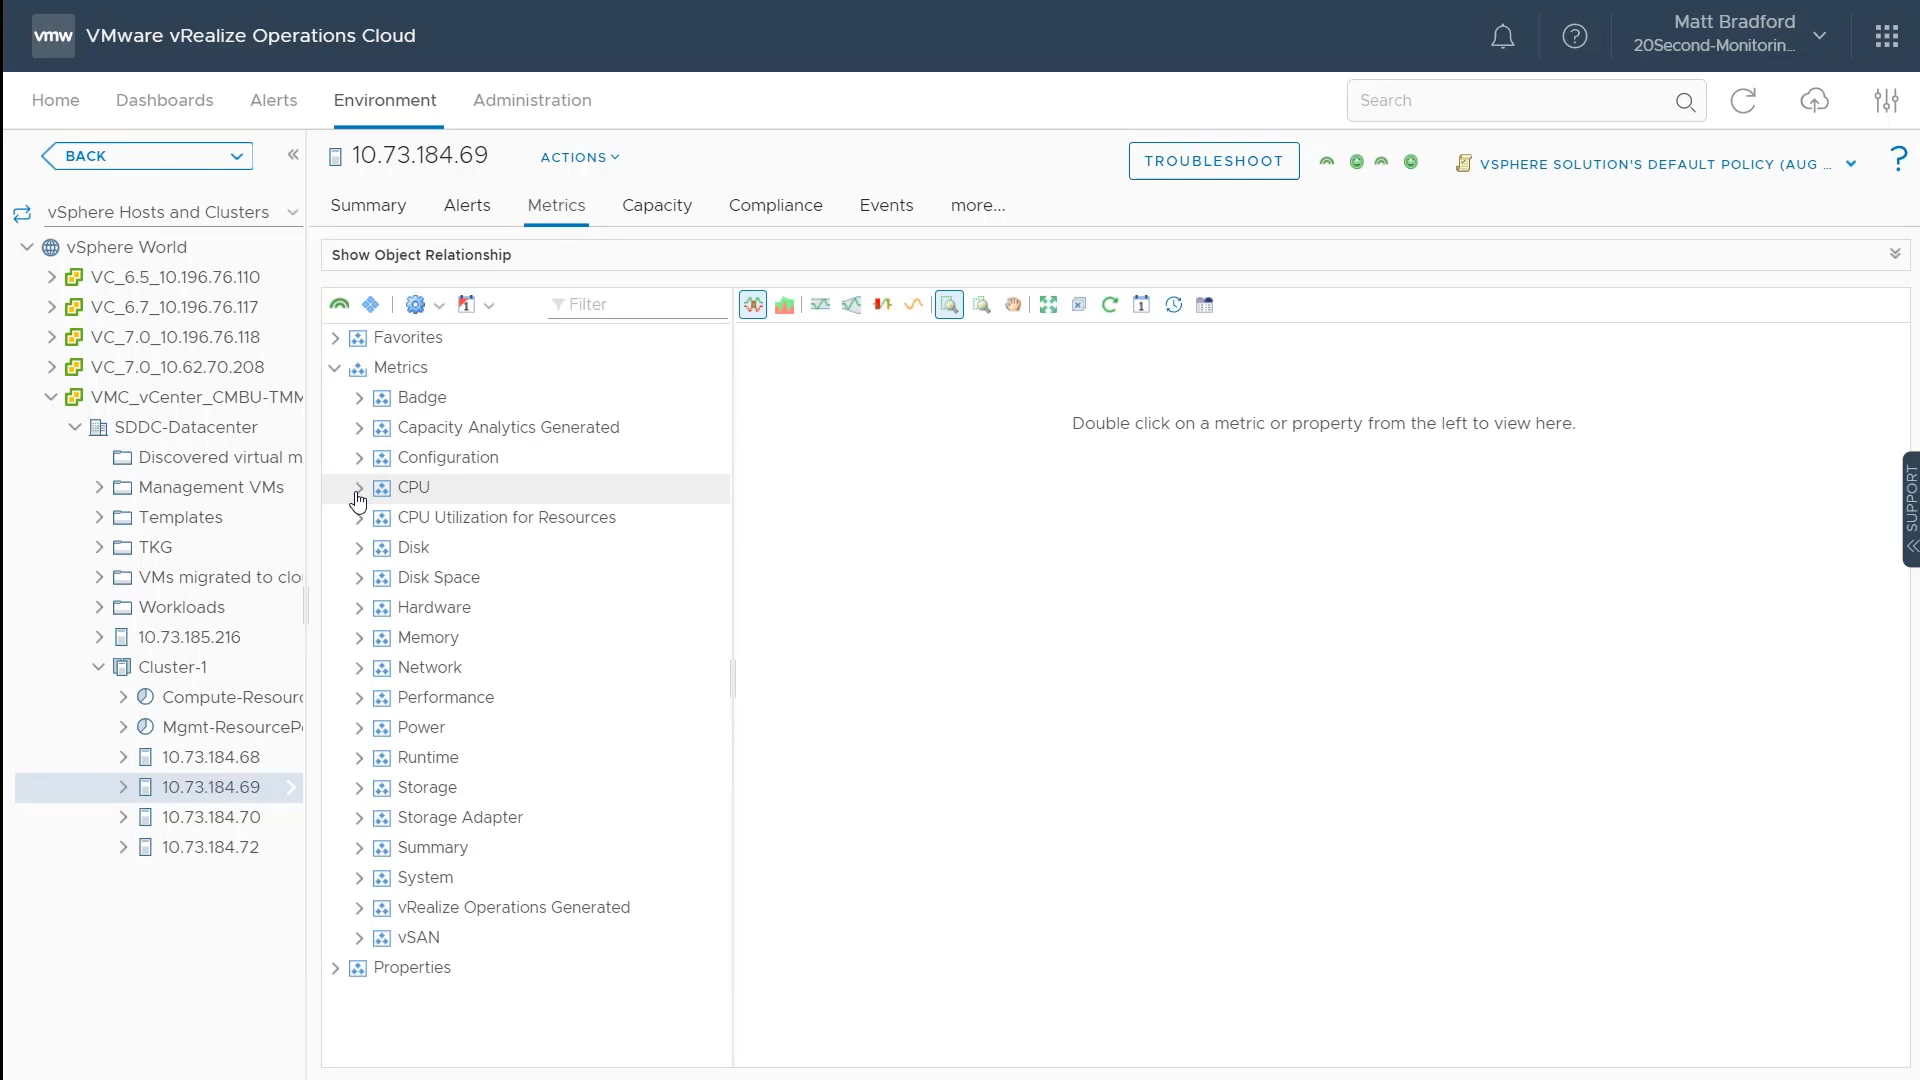 vmw VMware vRealize Operations Cloud
Matt Bradford
20Second-Monitorin...
Home Dashboards Alerts Environment Administration
Search
BACK
10.73.184.69 ACTIONS
TROUBLESHOOT
VSPHERE SOLUTION'S DEFAULT POLICY (AUG ...
?
vSphere Hosts and Clusters
Summary Alerts Metrics Capacity Compliance Events more...
vSphere World
VC_6.5_10.196.76.110
VC_6.7_10.196.76.117
VC_7.0_10.196.76.118
VC_7.0_10.62.70.208
VMC_vCenter_CMBU-TMM
SDDC-Datacenter
Discovered virtual m
Management VMs
Templates
TKG
VMs migrated to clo
Workloads
10.73.185.216
Cluster-1
Compute-Resourc
Mgmt-ResourceP
10.73.184.68
10.73.184.69
10.73.184.70
10.73.184.72
Show Object Relationship
Filter
Favorites
Metrics
Badge
Capacity Analytics Generated
Configuration
CPU
CPU Utilization for Resources
Disk
Disk Space
Hardware
Memory
Network
Performance
Power
Runtime
Storage
Storage Adapter
Summary
System
vRealize Operations Generated
vSAN
Properties
Double click on a metric or property from the left to view here.
SUPPORT